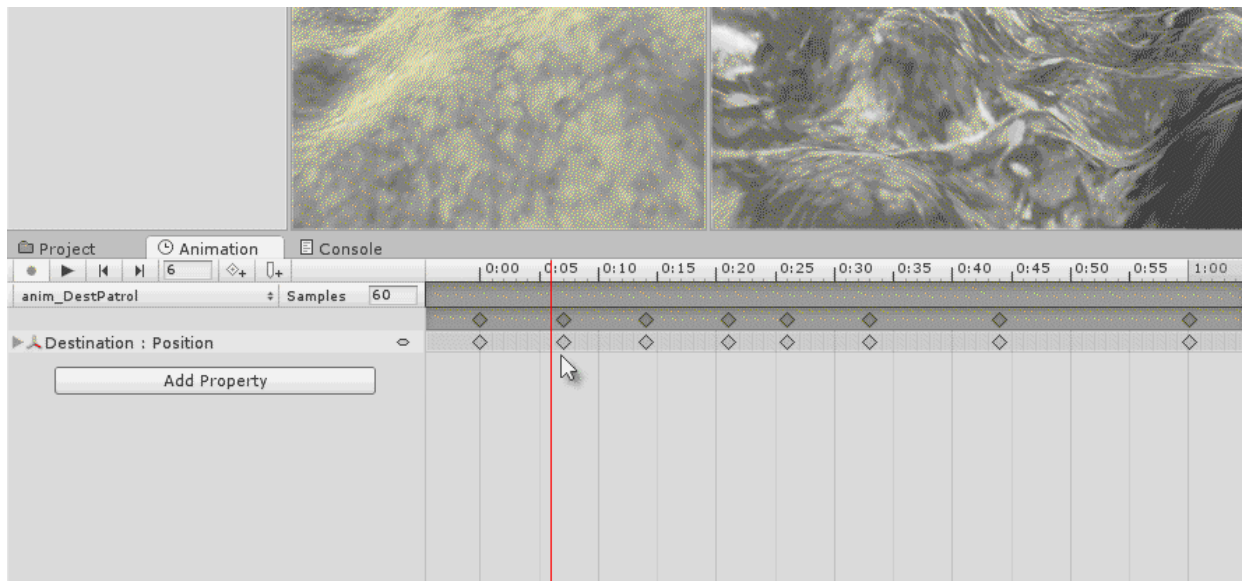 Project Animation Console
6 0:00 0:05 0:10 0:15 0:20 0:25 0:30 0:35 0:40 0:45 0:50 0:55 1:00
anim_DestPatrol Samples 60
Destination : Position
Add Property